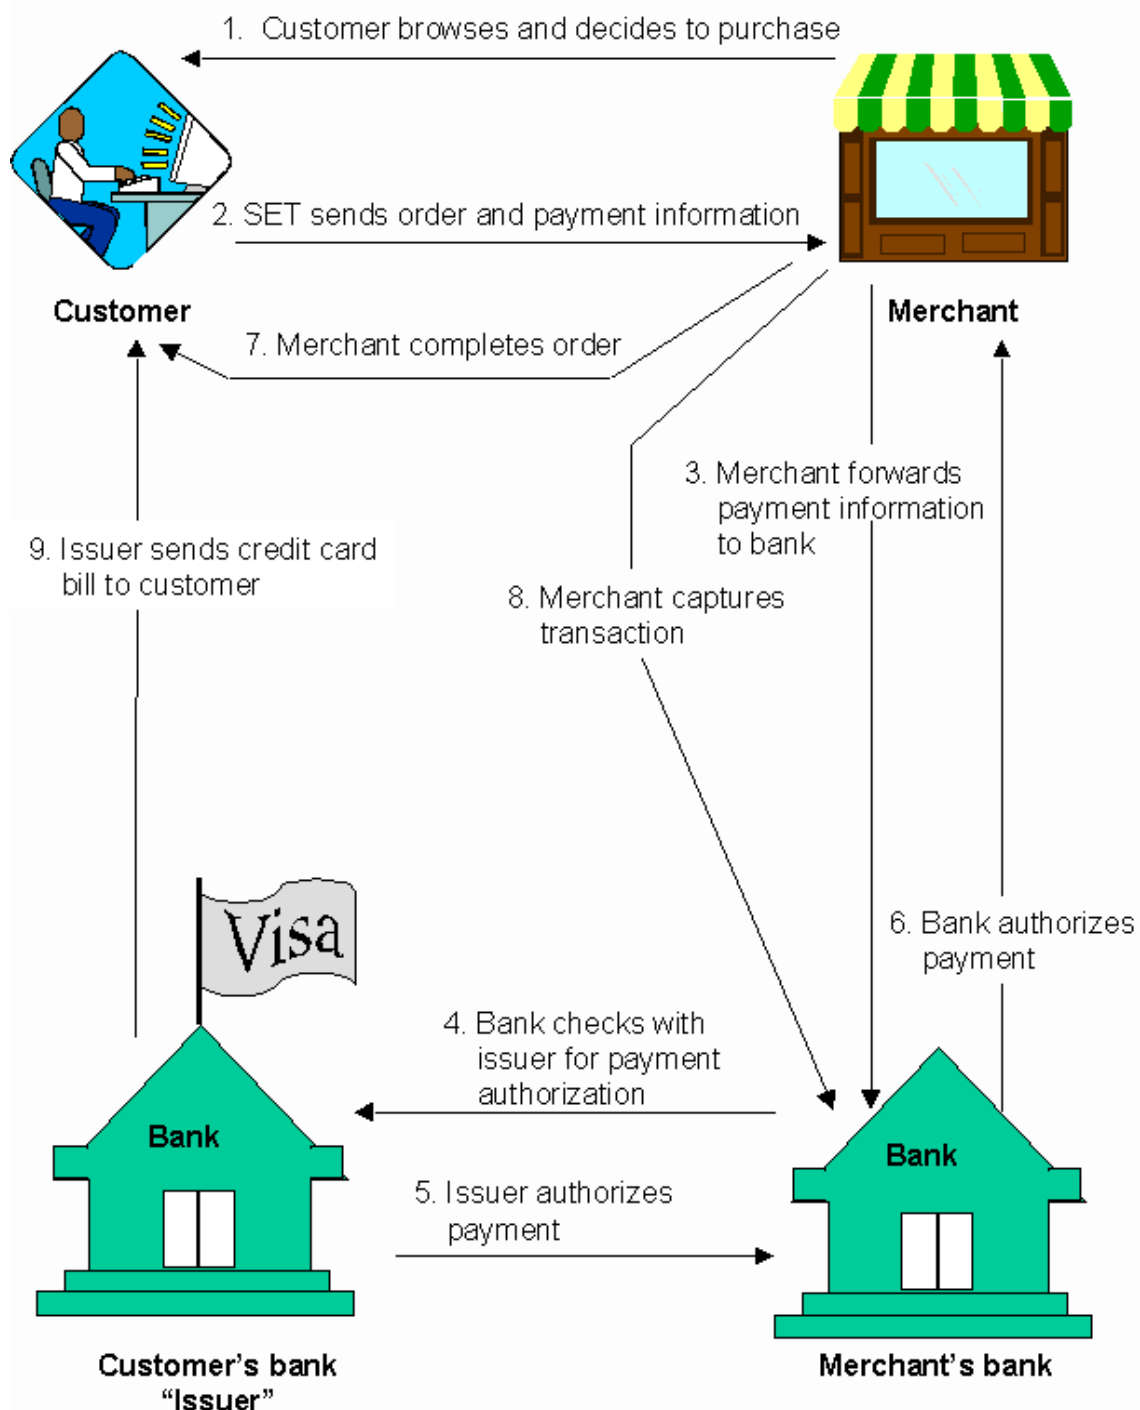 1.  Customer browses and decides to purchase
2. SET sends order and payment information
Customer
Merchant
7. Merchant completes order
3. Merchant forwards
payment information
to bank
9. Issuer sends credit card
bill to customer
8. Merchant captures
transaction
Visa
6. Bank authorizes
payment
4. Bank checks with
issuer for payment
authorization
Bank
Bank
5. Issuer authorizes
payment
Customer’s bank
“Issuer”
Merchant’s bank